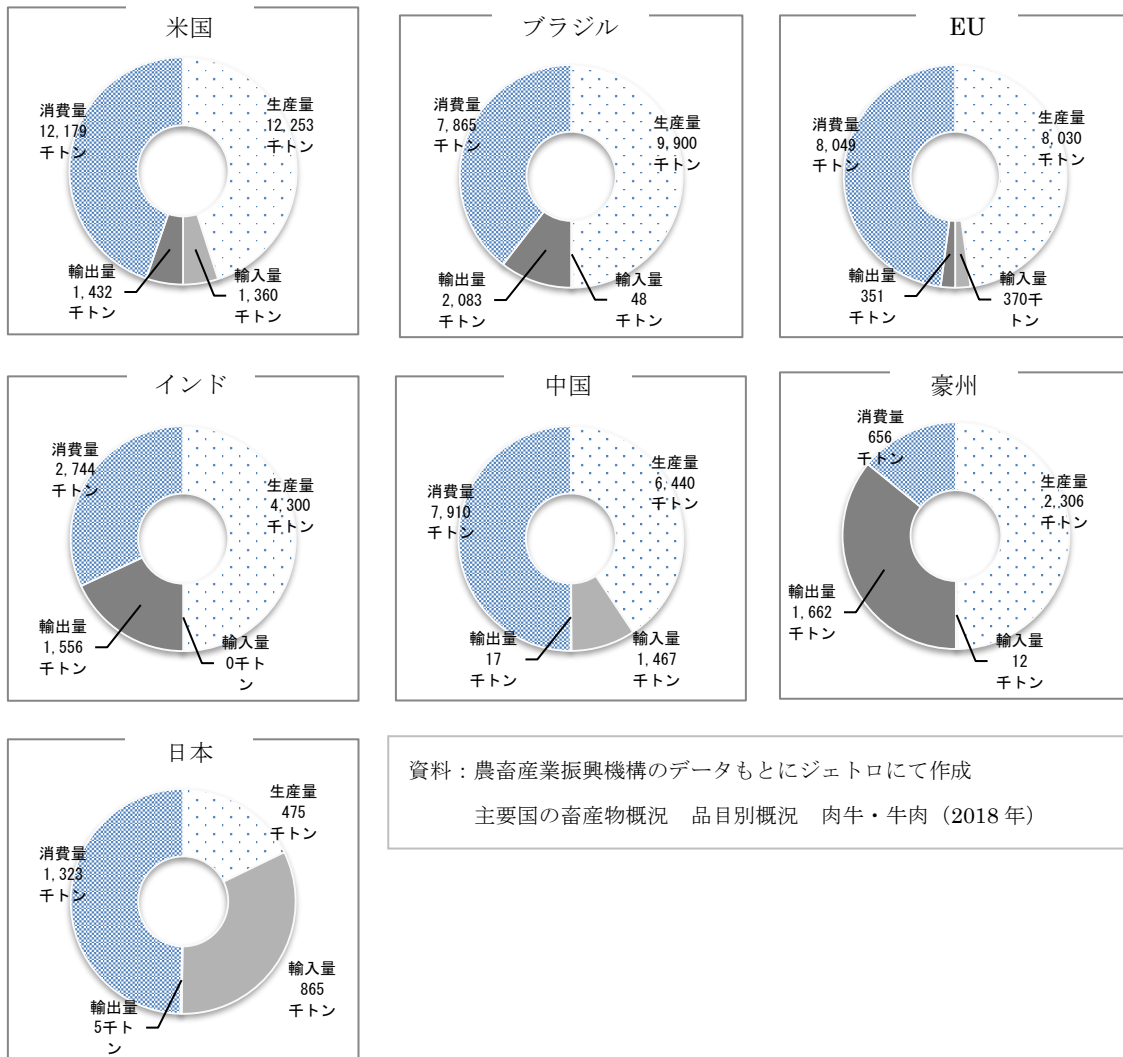 米国
消費量
12,179
千トン
生産量
12,253
千トン
輸出量
1,432
千トン
輸入量
1,360
千トン
ブラジル
消費量
7,865
千トン
生産量
9,900
千トン
輸出量
2,083
千トン
輸入量
48
千トン
EU
消費量
8,049
千トン
生産量
8,030
千トン
輸出量
351
千トン
輸入量
370千ト
ン
インド
消費量
2,744
千トン
生産量
4,300
千トン
輸出量
1,556
千トン
輸入量
0千ト
ン
中国
消費量
7,910
千トン
生産量
6,440
千トン
輸出量
17
千トン
輸入量
1,467
千トン
豪州
消費量
656
千トン
生産量
2,306
千トン
輸出量
1,662
千トン
輸入量
12
千トン
日本
消費量
1,323
千トン
生産量
475
千トン
輸出量
5千ト
ン
輸入量
865
千トン
資料：農畜産業振興機構のデータもとにジェトロにて作成
主要国の畜産物概況　品目別概況　肉牛・牛肉（2018 年）